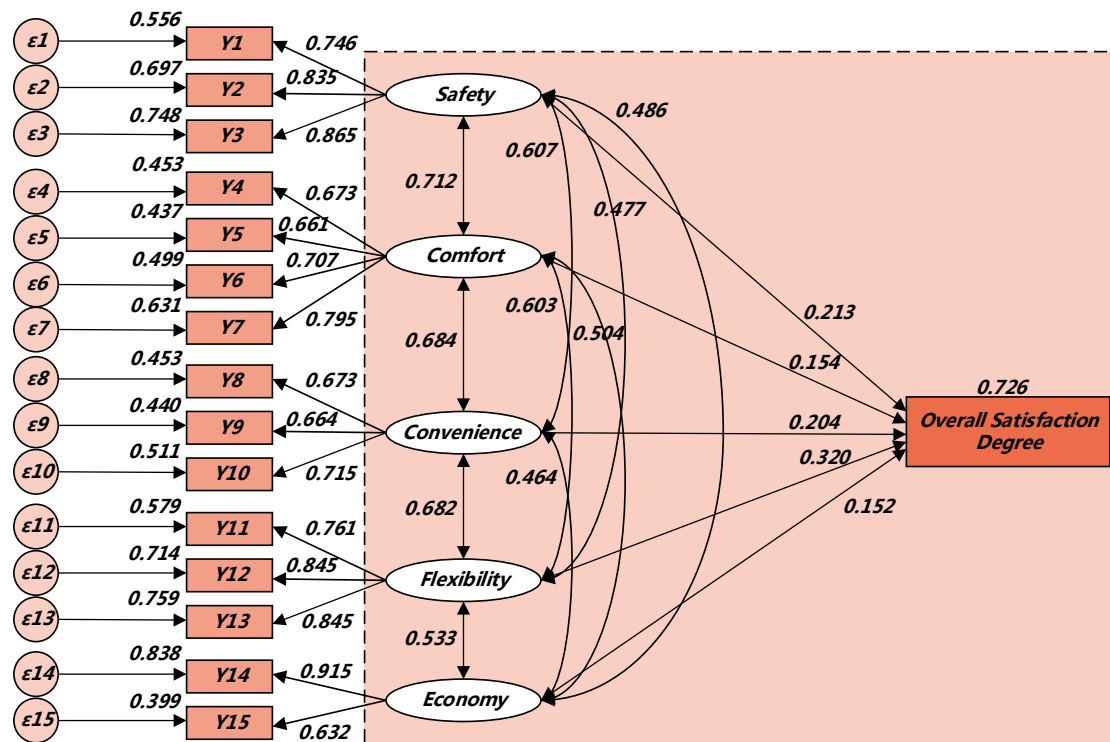 ε1 0.556 Y1 0.746
ε2 0.697 Y2 0.835
ε3 0.748 Y3 0.865
Safety
0.486
0.607
0.712
0.477
ε4 0.453 Y4 0.673
ε5 0.437 Y5 0.661
ε6 0.499 Y6 0.707
ε7 0.631 Y7 0.795
Comfort
0.603
0.504
0.213
0.684
0.154
ε8 0.453 Y8 0.673
ε9 0.440 Y9 0.664
ε10 0.511 Y10 0.715
Convenience
0.204
0.726
Overall Satisfaction
Degree
0.464
0.320
0.682
0.152
ε11 0.579 Y11 0.761
ε12 0.714 Y12 0.845
ε13 0.759 Y13 0.845
Flexibility
0.533
ε14 0.838 Y14 0.915
ε15 0.399 Y15 0.632
Economy